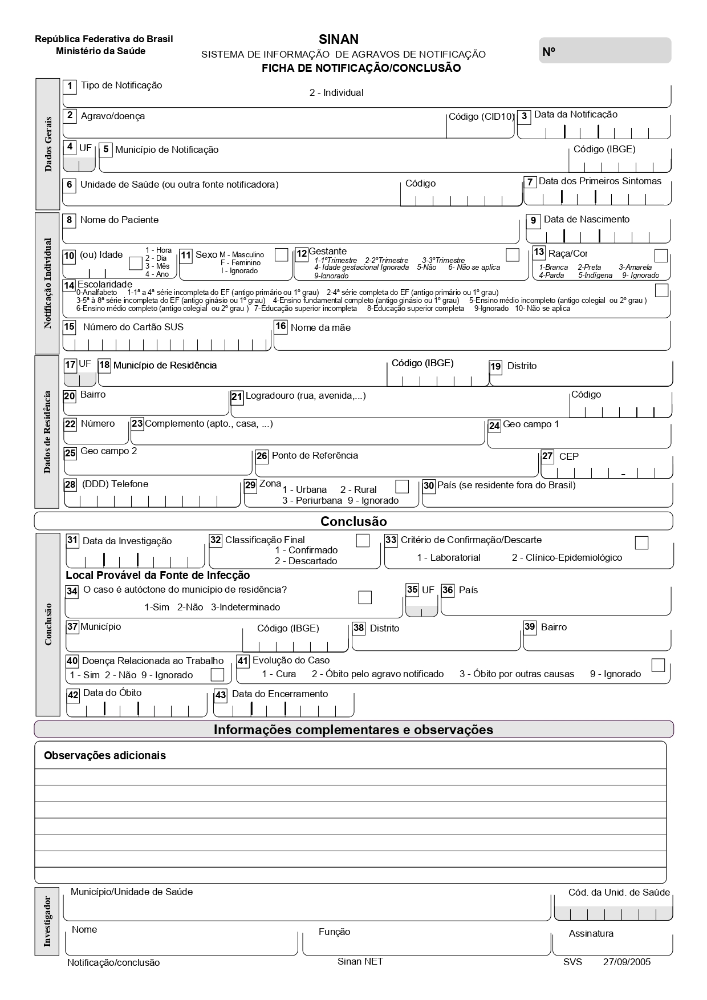 República Federativa do Brasil
Ministério da Saúde
SINAN
SISTEMA DE INFORMAÇÃO DE AGRAVOS DE NOTIFICAÇÃO
FICHA DE NOTIFICAÇÃO/CONCLUSÃO
Nº
Dados Gerais
1 Tipo de Notificação
2 - Individual
2 Agravo/doença
Código (CID10)
3 Data da Notificação
4 UF
5 Município de Notificação
Código (IBGE)
6 Unidade de Saúde (ou outra fonte notificadora)
Código
7 Data dos Primeiros Sintomas
Notificação Individual
8 Nome do Paciente
9 Data de Nascimento
10 (ou) Idade
1 - Hora
2 - Dia
3 - Mês
4 - Ano
11 Sexo M - Masculino
F - Feminino
I - Ignorado
12 Gestante
1-1ºTrimestre 2-2ºTrimestre 3-3ºTrimestre
4- Idade gestacional Ignorada 5-Não 6- Não se aplica
9-Ignorado
13 Raça/Cor
1-Branca 2-Preta 3-Amarela
4-Parda 5-Indígena 9- Ignorado
14 Escolaridade
0-Analfabeto 1-1ª a 4ª série incompleta do EF (antigo primário ou 1º grau) 2-4ª série completa do EF (antigo primário ou 1º grau)
3-5ª à 8ª série incompleta do EF (antigo ginásio ou 1º grau) 4-Ensino fundamental completo (antigo ginásio ou 1º grau) 5-Ensino médio incompleto (antigo colegial ou 2º grau )
6-Ensino médio completo (antigo colegial ou 2º grau ) 7-Educação superior incompleta 8-Educação superior completa 9-Ignorado 10- Não se aplica
15 Número do Cartão SUS
16 Nome da mãe
Dados de Residência
17 UF
18 Município de Residência
Código (IBGE)
19 Distrito
20 Bairro
21 Logradouro (rua, avenida,...)
Código
22 Número
23 Complemento (apto., casa, ...)
24 Geo campo 1
25 Geo campo 2
26 Ponto de Referência
27 CEP
-
28 (DDD) Telefone
29 Zona
1 - Urbana 2 - Rural
3 - Periurbana 9 - Ignorado
30 País (se residente fora do Brasil)
Conclusão
Conclusão
31 Data da Investigação
32 Classificação Final
1 - Confirmado
2 - Descartado
33 Critério de Confirmação/Descarte
1 - Laboratorial 2 - Clínico-Epidemiológico
Local Provável da Fonte de Infecção
34 O caso é autóctone do município de residência?
1-Sim 2-Não 3-Indeterminado
35 UF
36 País
37 Município
Código (IBGE)
38 Distrito
39 Bairro
40 Doença Relacionada ao Trabalho
1 - Sim 2 - Não 9 - Ignorado
41 Evolução do Caso
1 - Cura 2 - Óbito pelo agravo notificado 3 - Óbito por outras causas 9 - Ignorado
42 Data do Óbito
43 Data do Encerramento
Informações complementares e observações
Observações adicionais
Investigador
Município/Unidade de Saúde
Cód. da Unid. de Saúde
Nome
Função
Assinatura
Notificação/conclusão
Sinan NET
SVS 27/09/2005